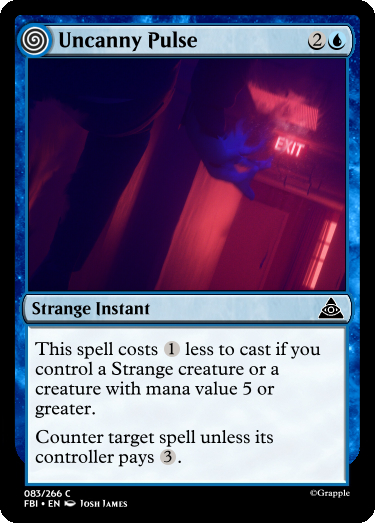 Uncanny Pulse 2
EXIT
Strange Instant
This spell costs 1 less to cast if you
control a Strange creature or a
creature with mana value 5 or
greater.
Counter target spell unless its
controller pays 3.
083/266 C
FBI • EN Josh James
©Grapple